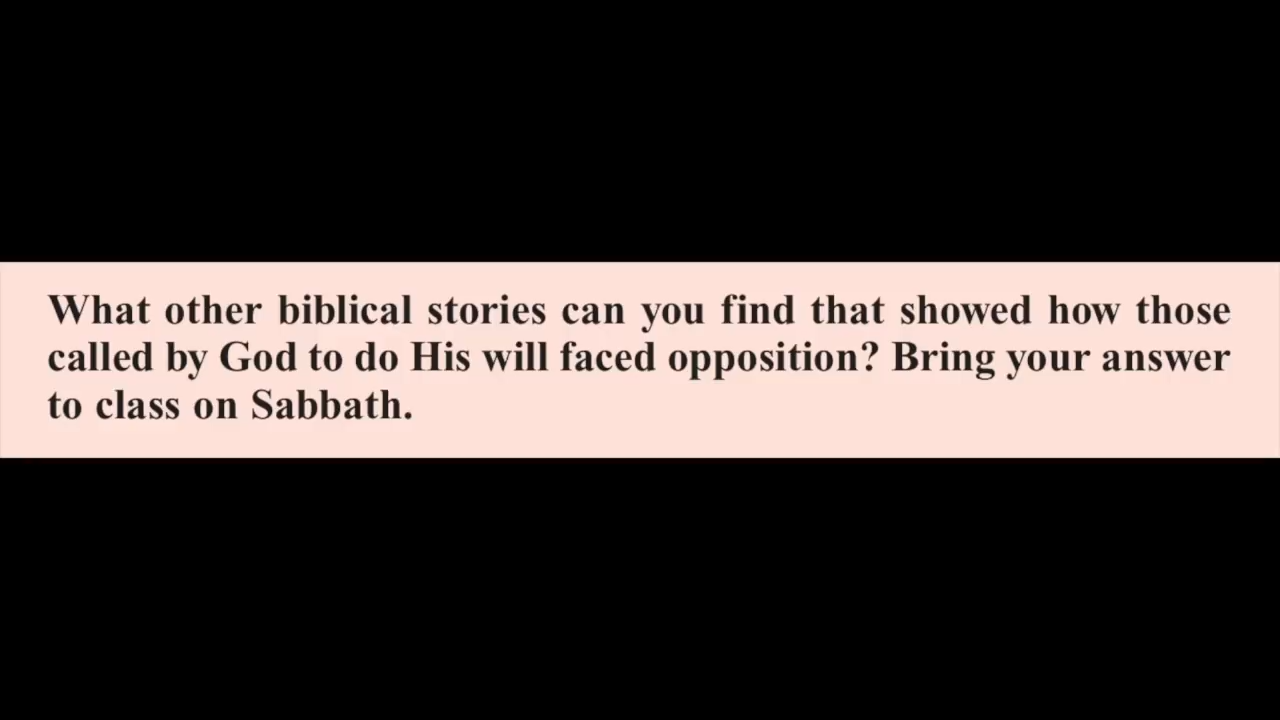 What other biblical stories can you find that showed how those
called by God to do His will faced opposition? Bring your answer
to class on Sabbath.